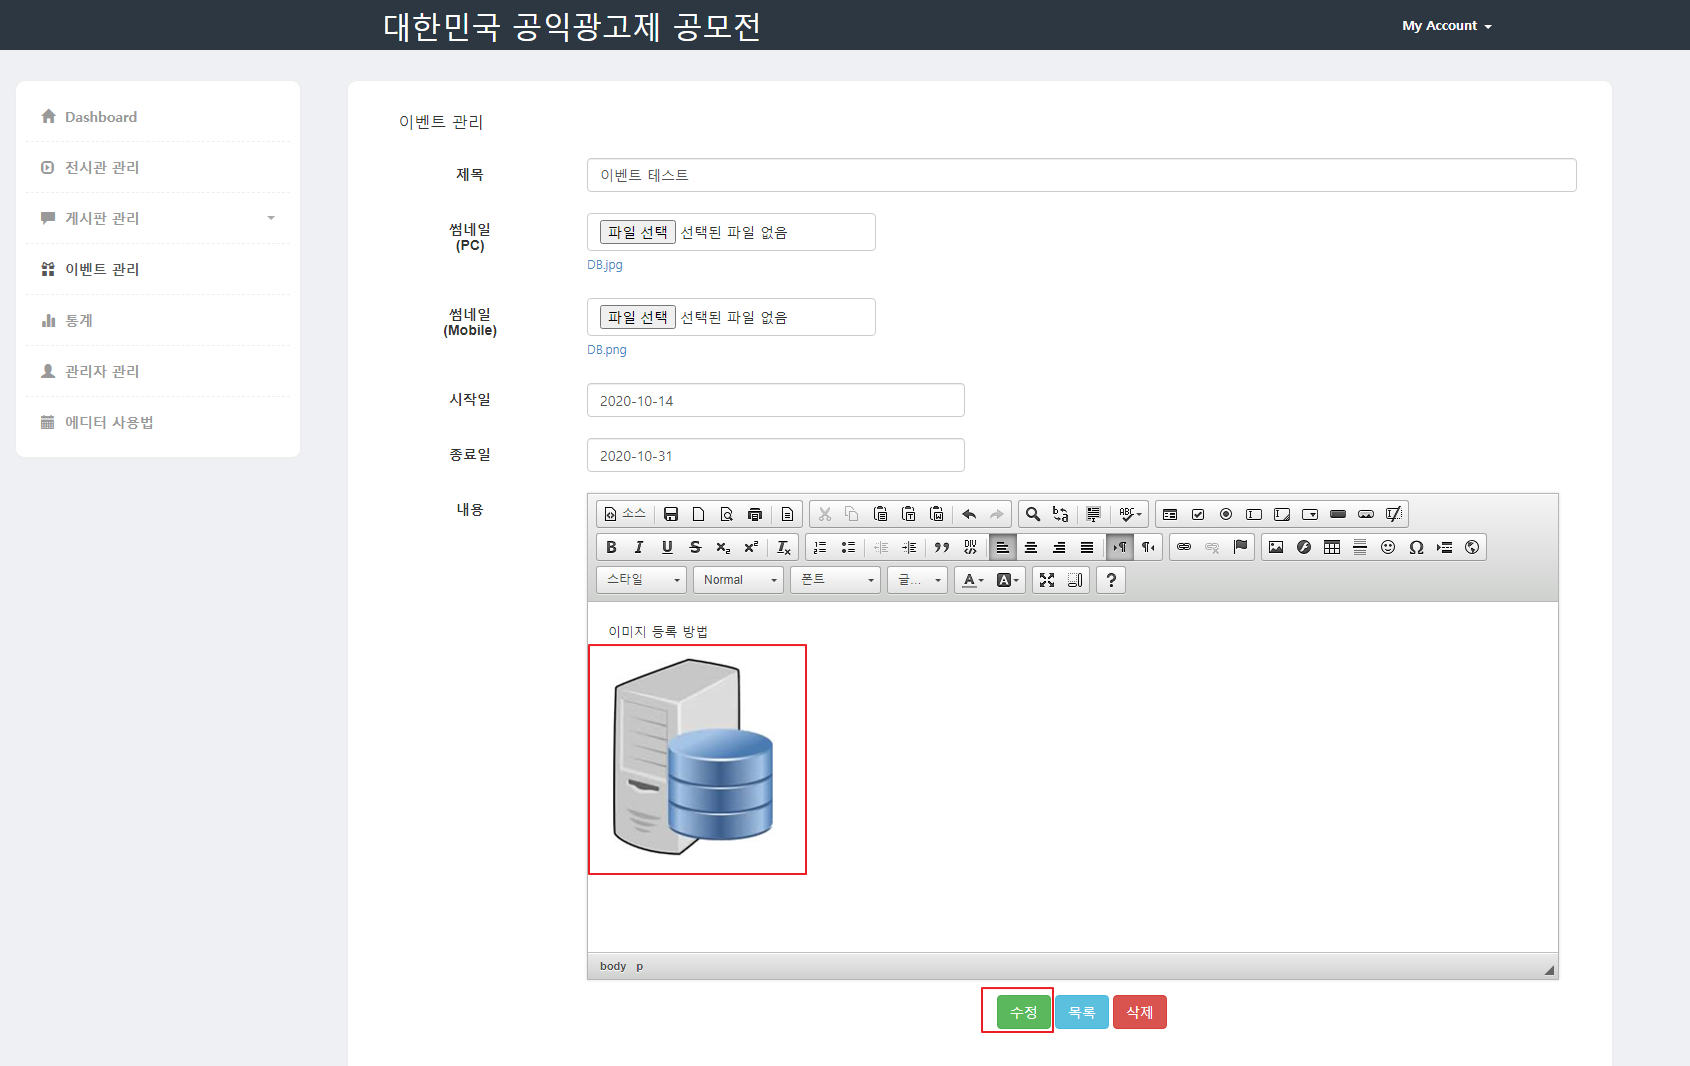 대한민국 공익광고제 공모전
My Account
Dashboard
전시관 관리
게시판 관리
이벤트 관리
통계
관리자 관리
에디터 사용법
이벤트 관리
제목
이벤트 테스트
썸네일
(PC)
파일 선택 선택된 파일 없음
DB.jpg
썸네일
(Mobile)
파일 선택 선택된 파일 없음
DB.png
시작일
2020-10-14
종료일
2020-10-31
내용
소스
스타일 Normal 폰트 글...
이미지 등록 방법
body p
수정 목록 삭제